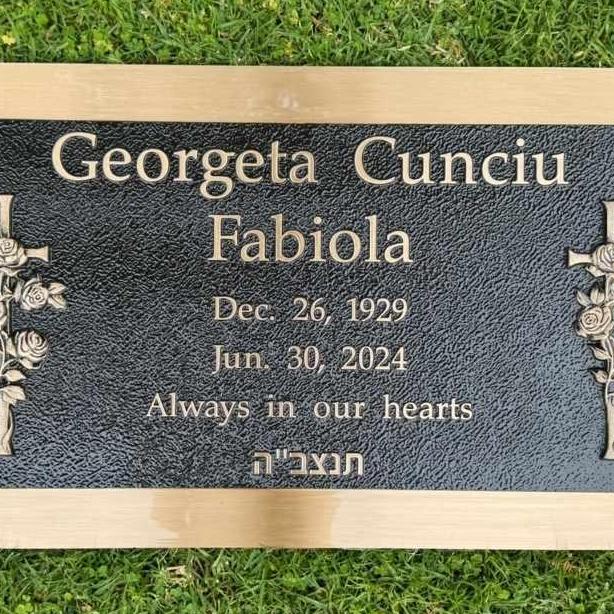 Georgeta Cunciu
Fabiola
Dec. 26, 1929
Jun. 30, 2024
Always in our hearts
תנצב"ה